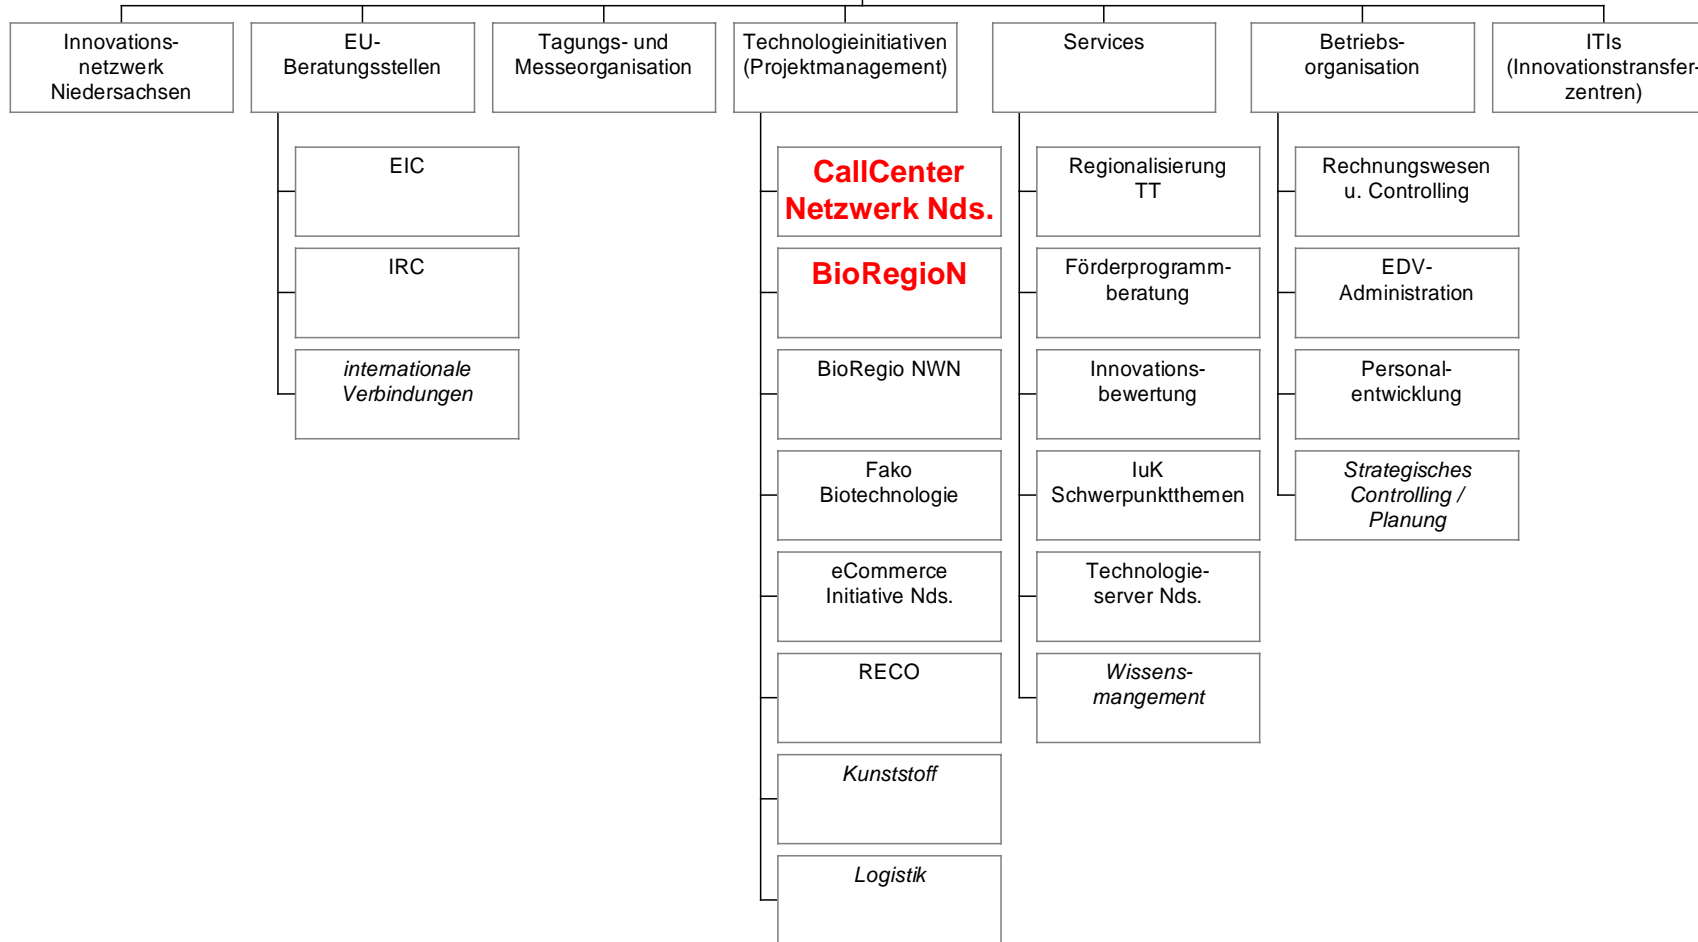 Innovations-
netzwerk
Niedersachsen
EU-
Beratungsstellen
Tagungs- und
Messeorganisation
Technologieinitiativen
(Projektmanagement)
Services
Betriebs-
organisation
ITIs
(Innovationstransfer-
zentren)
EIC
IRC
internationale
Verbindungen
CallCenter
Netzwerk Nds.
BioRegioN
BioRegio NWN
Fako
Biotechnologie
eCommerce
Initiative Nds.
RECO
Kunststoff
Logistik
Regionalisierung
TT
Förderprogramm-
beratung
Innovations-
bewertung
IuK
Schwerpunktthemen
Technologie-
server Nds.
Wissens-
mangement
Rechnungswesen
u. Controlling
EDV-
Administration
Personal-
entwicklung
Strategisches
Controlling /
Planung